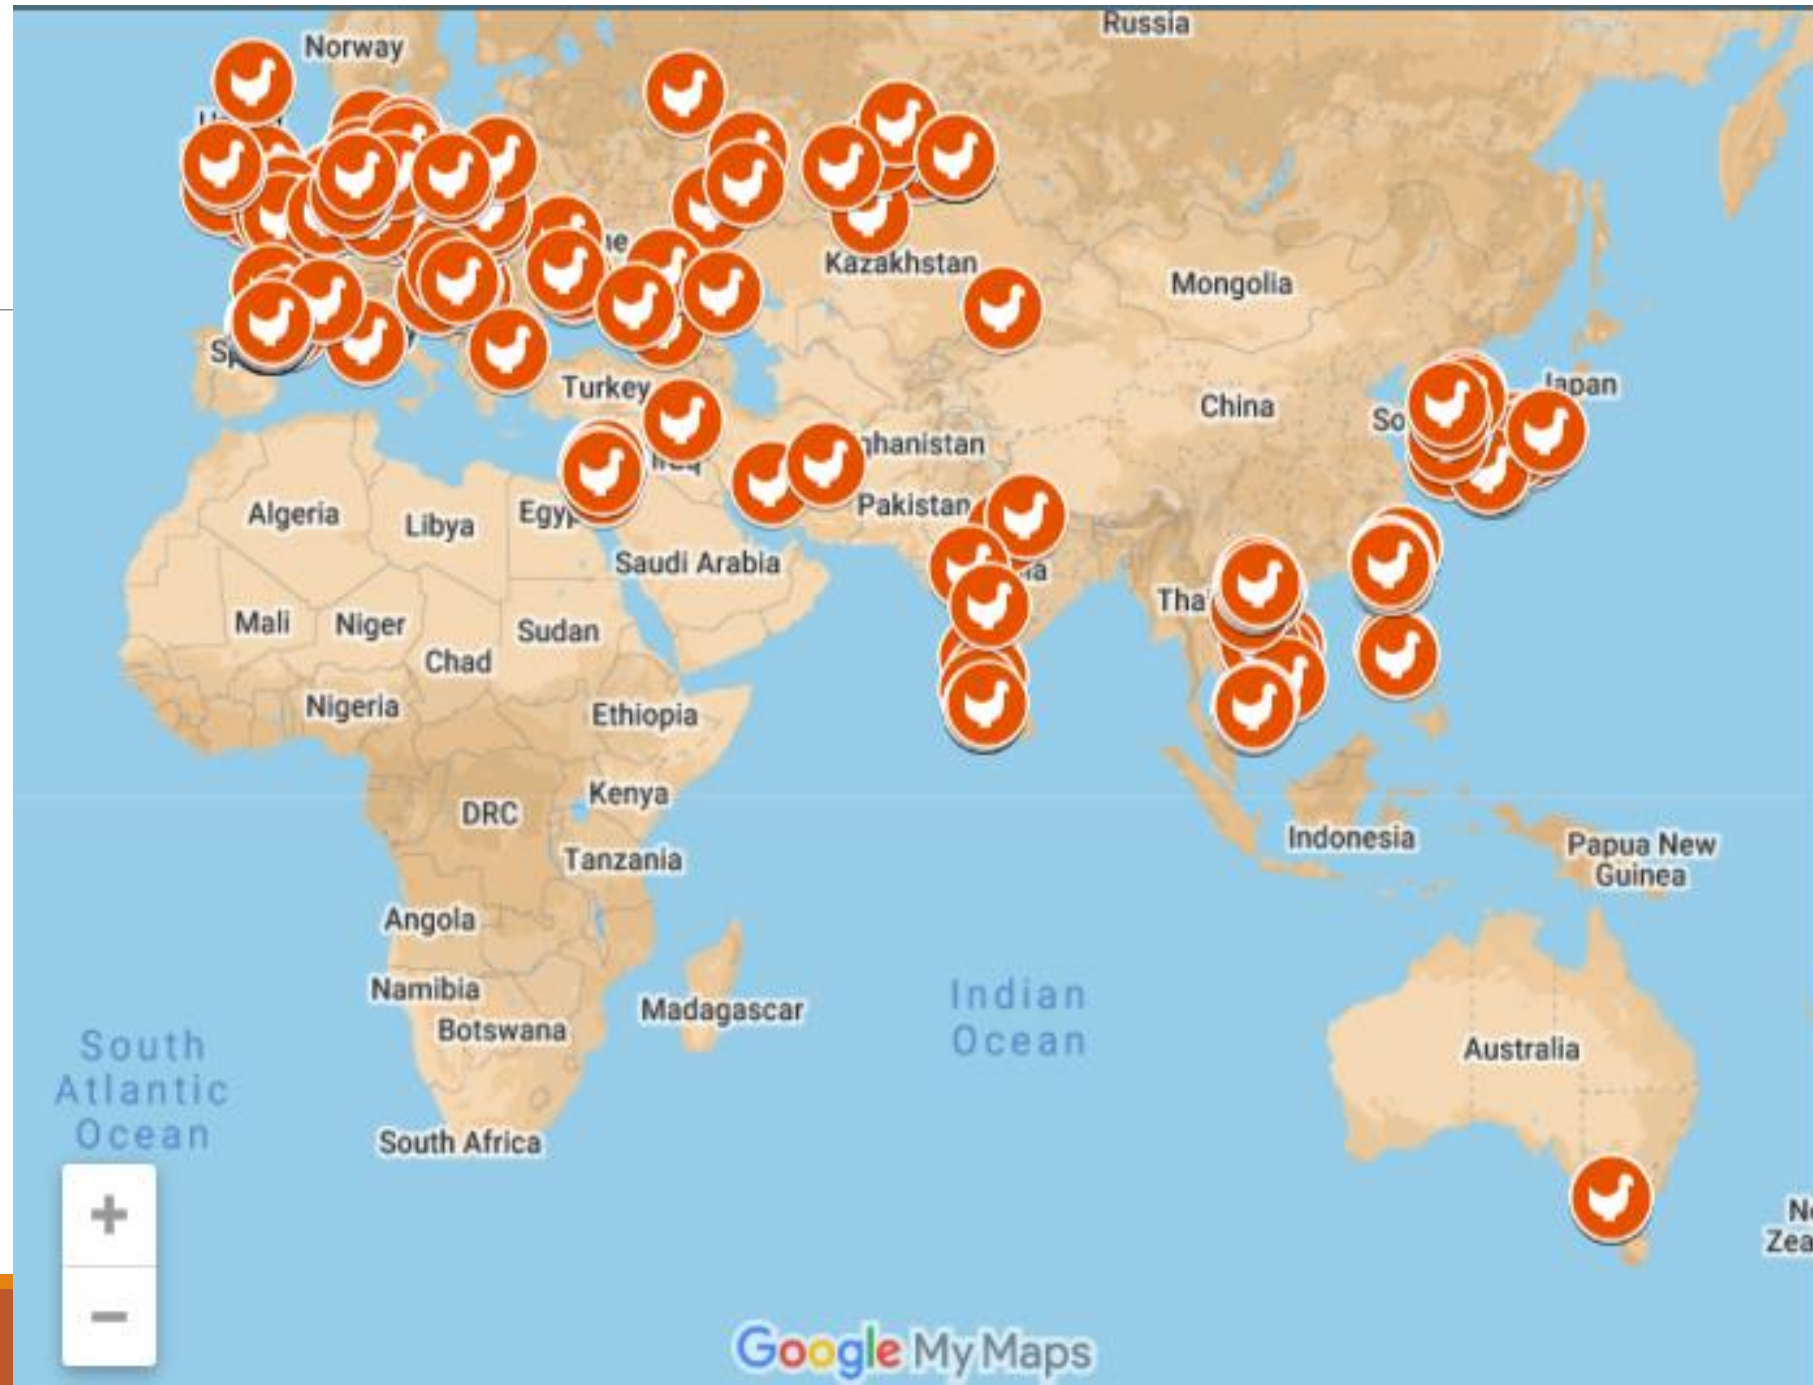 Russia
Norway
Kazakhstan
Mongolia
Turkey
China
Japan
Pakistan
Algeria
Libya
Saudi Arabia
Mali
Niger
Sudan
Chad
Nigeria
Ethiopia
Kenya
DRC
Tanzania
Indonesia
Papua New
Guinea
Angola
Namibia
Botswana
Madagascar
Indian
Ocean
Australia
South
Atlantic
Ocean
South Africa
+
−
Google My Maps